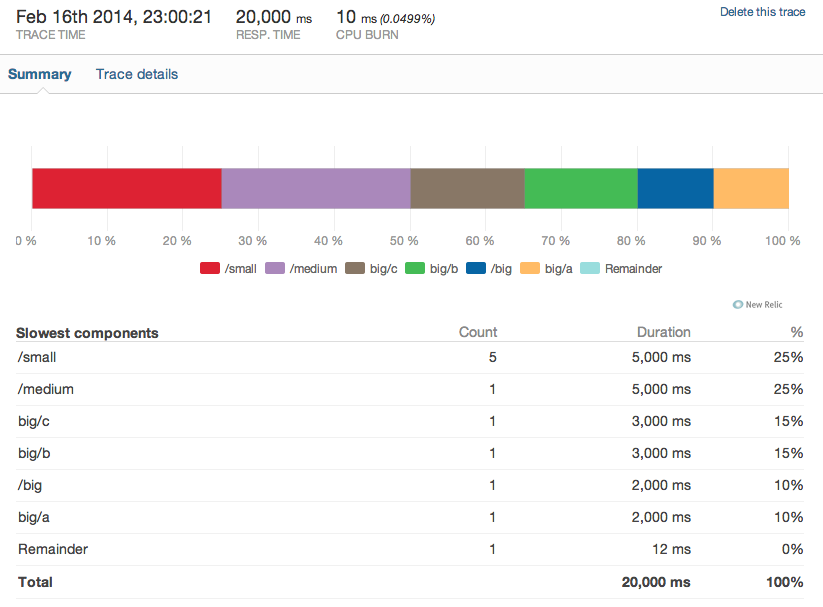 Feb 16th 2014, 23:00:21 20,000 ms 10 ms (0.0499%) Delete this trace
TRACE TIME RESP. TIME CPU BURN
Summary Trace details
0 % 10 % 20 % 30 % 40 % 50 % 60 % 70 % 80 % 90 % 100 %
/small /medium big/c big/b /big big/a Remainder
New Relic
Slowest components Count Duration %
/small 5 5,000 ms 25%
/medium 1 5,000 ms 25%
big/c 1 3,000 ms 15%
big/b 1 3,000 ms 15%
/big 1 2,000 ms 10%
big/a 1 2,000 ms 10%
Remainder 1 12 ms 0%
Total 20,000 ms 100%